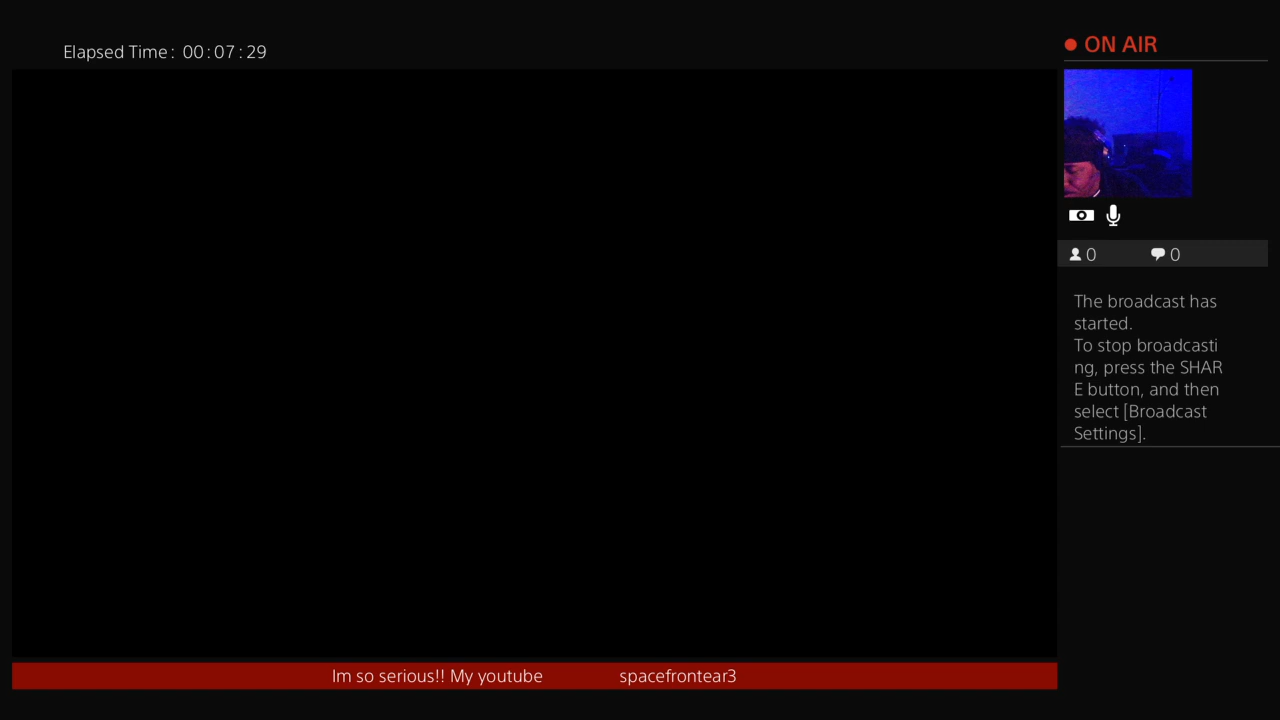 Elapsed Time: 00:07:29
ON AIR
0 0
The broadcast has
started.
To stop broadcasti
ng, press the SHAR
E button, and then
select [Broadcast
Settings].
Im so serious!! My youtube spacefrontear3